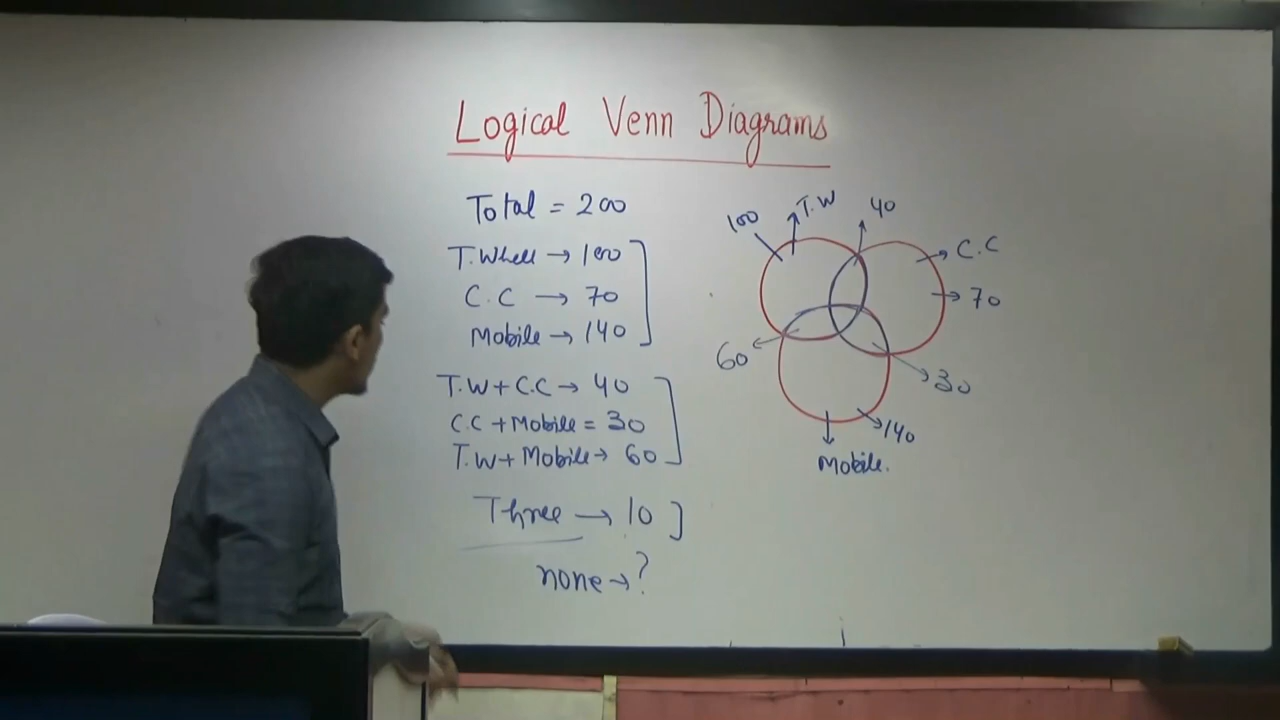 Logical Venn Diagrams
Total = 200
T.Whell → 100
C.C → 70
Mobile → 140
T.W + C.C → 40
C.C + Mobile = 30
T.W + Mobile → 60
Three → 10
none → ?
100
T.W
40
C.C
70
60
30
140
Mobile.